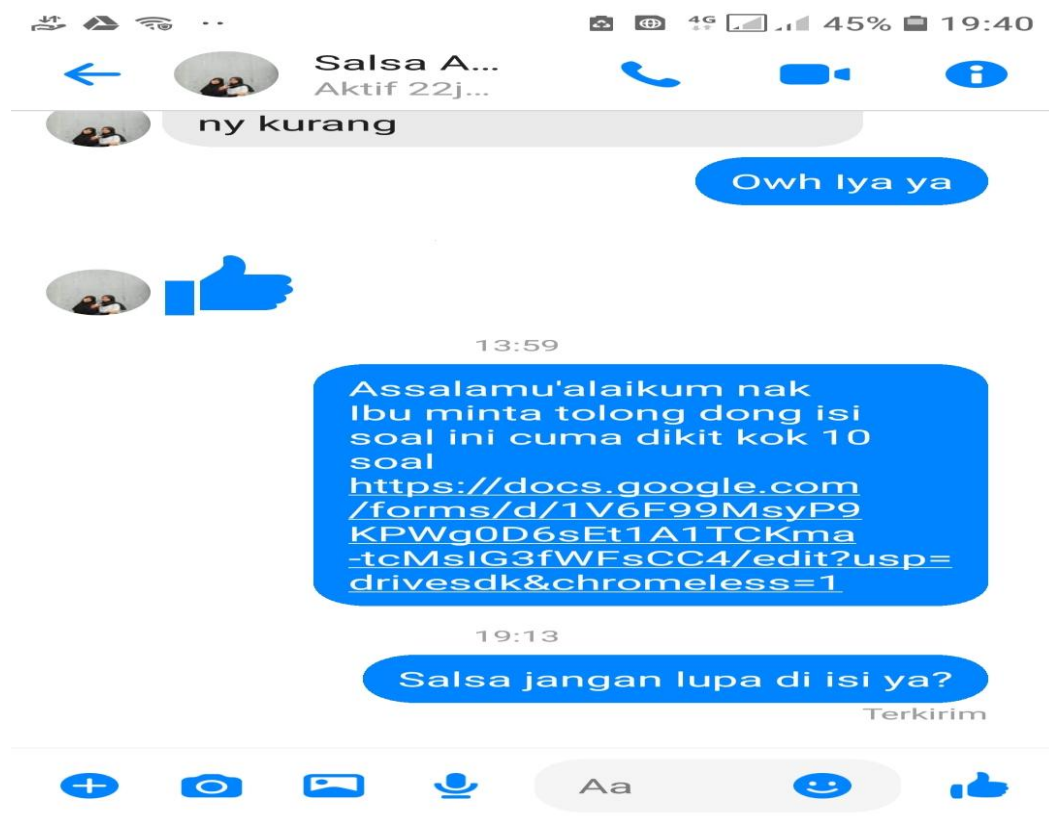 4G 45% 19:40
Salsa A...
Aktif 22j...
ny kurang
Owh Iya ya
13:59
Assalamu'alaikum nak
Ibu minta tolong dong isi
soal ini cuma dikit kok 10
soal
https://docs.google.com
/forms/d/1V6F99MsyP9
KPWg0D6sEt1A1TCKma
-tcMsIG3fWFsCC4/edit?usp=
drivesdk&chromeless=1
19:13
Salsa jangan lupa di isi ya?
Terkirim
Aa